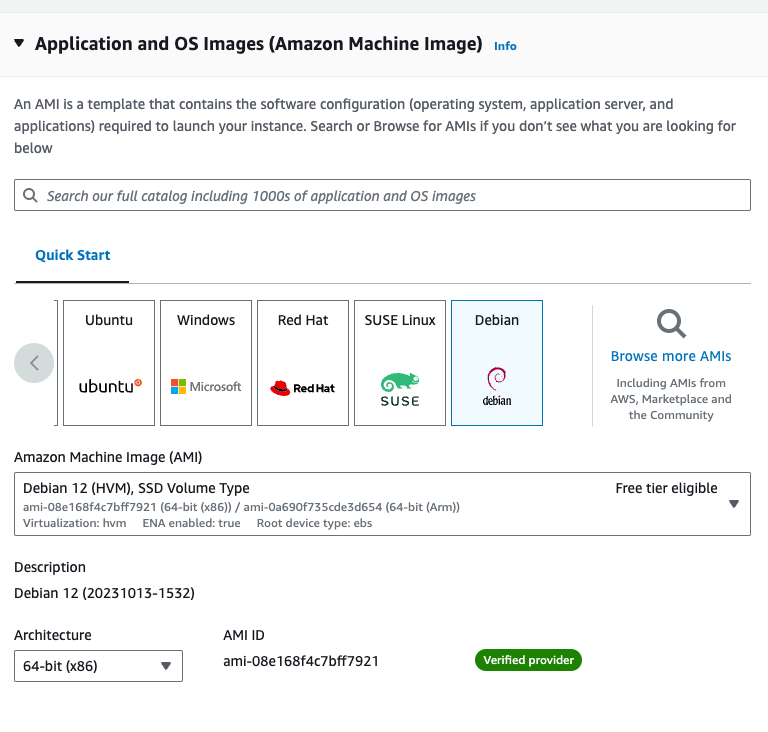 Application and OS Images (Amazon Machine Image) Info
An AMI is a template that contains the software configuration (operating system, application server, and
applications) required to launch your instance. Search or Browse for AMIs if you don't see what you are looking for
below
Search our full catalog including 1000s of application and OS images
Quick Start
Ubuntu
ubuntu
Windows
Microsoft
Red Hat
Red Hat
SUSE Linux
SUSE
Debian
debian
Browse more AMIs
Including AMIs from
AWS, Marketplace and
the Community
Amazon Machine Image (AMI)
Debian 12 (HVM), SSD Volume Type Free tier eligible
ami-08e168f4c7bff7921 (64-bit (x86)) / ami-0a690f735cde3d654 (64-bit (Arm))
Virtualization: hvm ENA enabled: true Root device type: ebs
Description
Debian 12 (20231013-1532)
Architecture
64-bit (x86)
AMI ID
ami-08e168f4c7bff7921
Verified provider